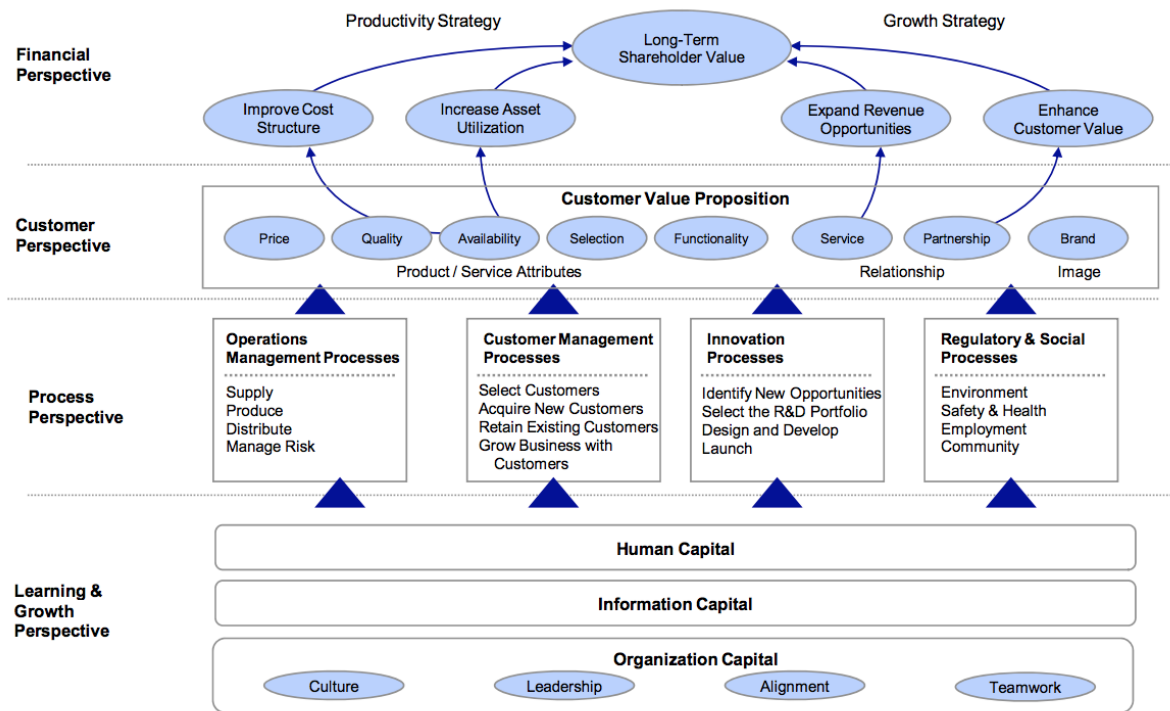 Productivity Strategy
Growth Strategy
Financial
Perspective
Long-Term
Shareholder Value
Improve Cost
Structure
Increase Asset
Utilization
Expand Revenue
Opportunities
Enhance
Customer Value
Customer
Perspective
Customer Value Proposition
Price
Quality
Availability
Selection
Functionality
Service
Partnership
Brand
Product / Service Attributes
Relationship
Image
Process
Perspective
Operations
Management Processes
Supply
Produce
Distribute
Manage Risk
Customer Management
Processes
Select Customers
Acquire New Customers
Retain Existing Customers
Grow Business with
Customers
Innovation
Processes
Identify New Opportunities
Select the R&D Portfolio
Design and Develop
Launch
Regulatory & Social
Processes
Environment
Safety & Health
Employment
Community
Learning &
Growth
Perspective
Human Capital
Information Capital
Organization Capital
Culture
Leadership
Alignment
Teamwork